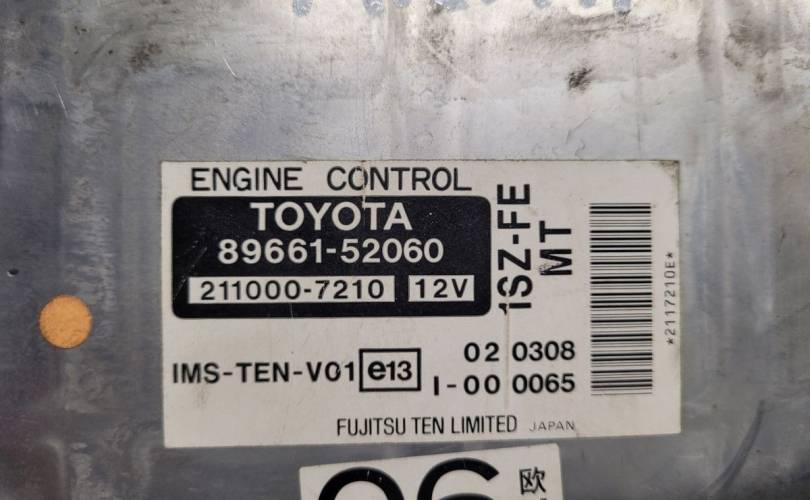 ENGINE CONTROL
TOYOTA
89661-52060
211000-7210 12V
1SZ-FE
MT
IMS-TEN-V01 e13
02 0308
I-00 0065
FUJITSU TEN LIMITED JAPAN
*2117210E*
06
欧